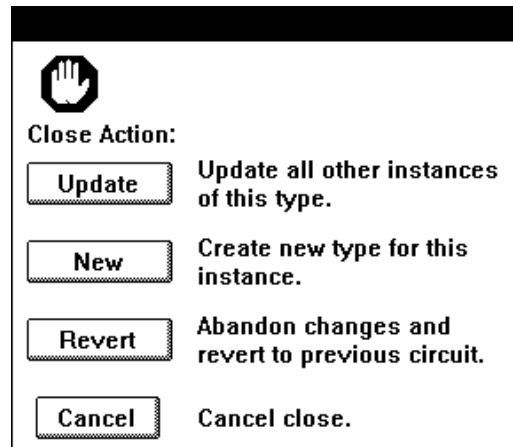 Close Action:
Update
Update all other instances
of this type.
New
Create new type for this
instance.
Revert
Abandon changes and
revert to previous circuit.
Cancel
Cancel close.